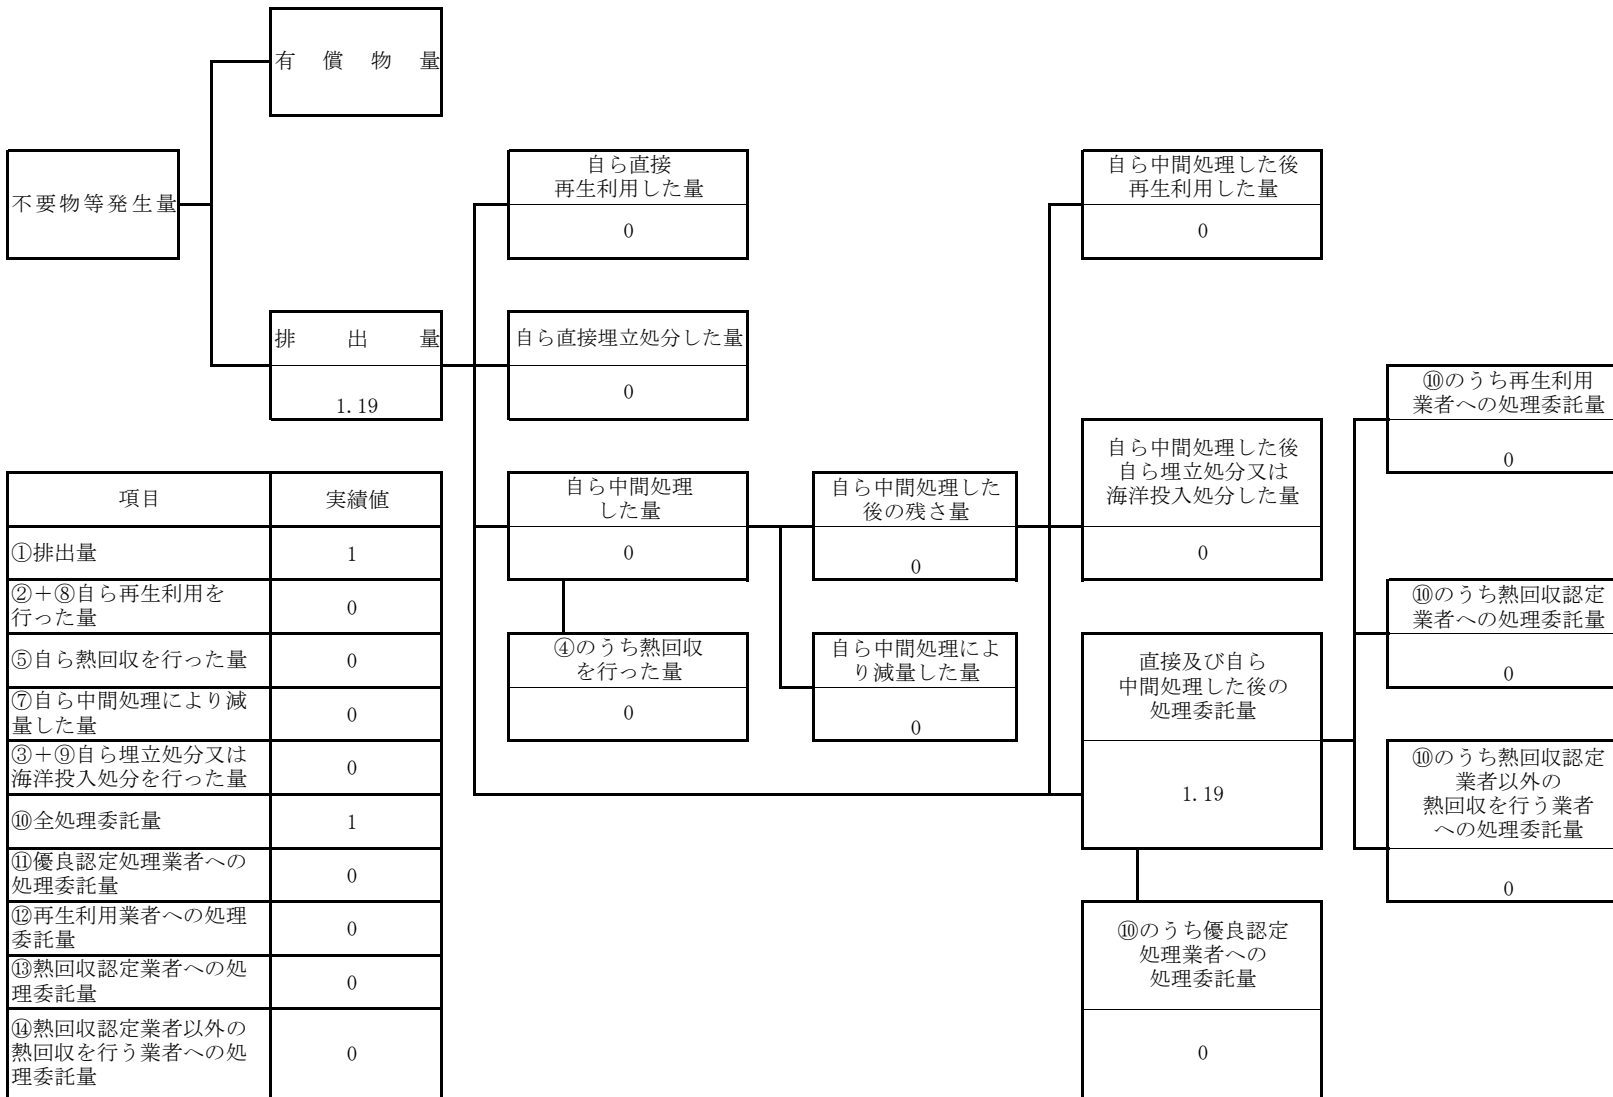 有償物量
不要物等発生量
排出量
1.19
自ら直接
再生利用した量
0
自ら直接埋立処分した量
0
自ら中間処理
した量
0
④のうち熱回収
を行った量
0
自ら中間処理した
後の残さ量
0
自ら中間処理によ
り減量した量
0
自ら中間処理した後
再生利用した量
0
自ら中間処理した後
自ら埋立処分又は
海洋投入処分した量
0
直接及び自ら
中間処理した後の
処理委託量
1.19
⑩のうち優良認定
処理業者への
処理委託量
0
⑩のうち再生利用
業者への処理委託量
0
⑩のうち熱回収認定
業者への処理委託量
0
⑩のうち熱回収認定
業者以外の
熱回収を行う業者
への処理委託量
0
項目 実績値
①排出量 1
②+⑧自ら再生利用を
行った量 0
⑤自ら熱回収を行った量 0
⑦自ら中間処理により減
量した量 0
③+⑨自ら埋立処分又は
海洋投入処分を行った量 0
⑩全処理委託量 1
⑪優良認定処理業者への
処理委託量 0
⑫再生利用業者への処理
委託量 0
⑬熱回収認定業者への処
理委託量 0
⑭熱回収認定業者以外の
熱回収を行う業者への処
理委託量 0